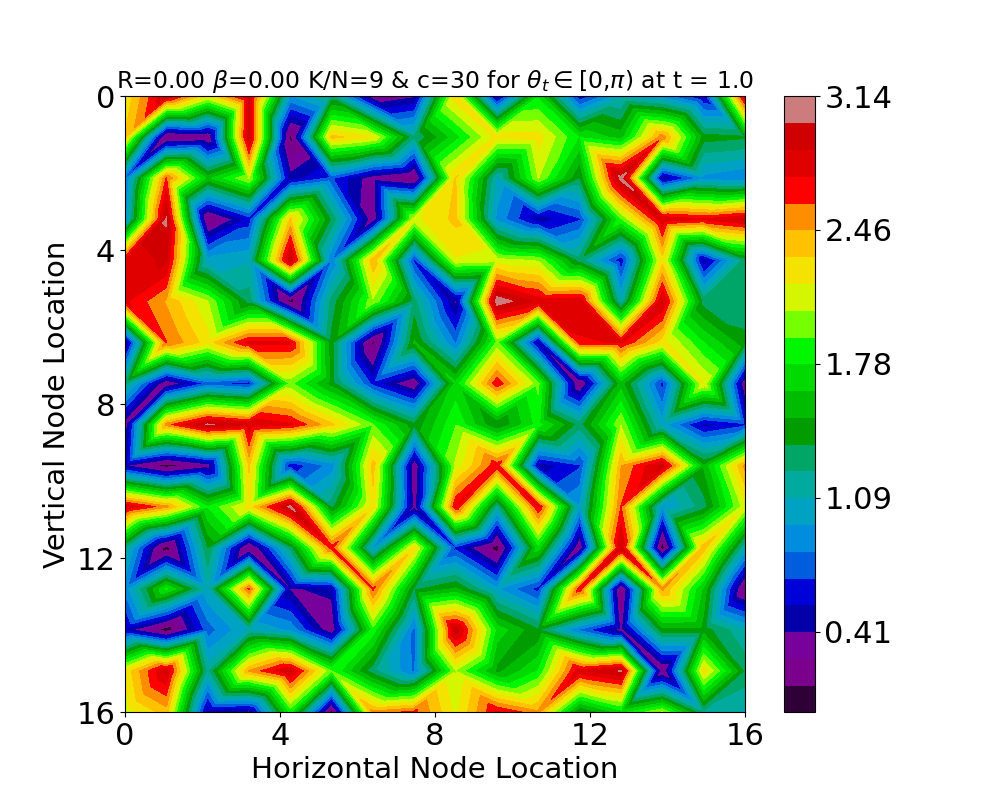 R=0.00 β=0.00 K/N=9 & c=30 for θ_t ∈ [0,π) at t = 1.0
0
4
8
12
16
Vertical Node Location
0 4 8 12 16
Horizontal Node Location
3.14
2.46
1.78
1.09
0.41